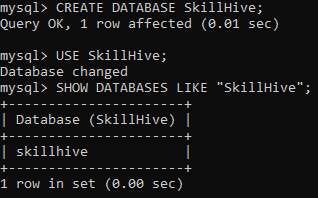 mysql> CREATE DATABASE SkillHive;
Query OK, 1 row affected (0.01 sec)

mysql> USE SkillHive;
Database changed
mysql> SHOW DATABASES LIKE "SkillHive";
+----------------------+
| Database (SkillHive) |
+----------------------+
| skillhive            |
+----------------------+
1 row in set (0.00 sec)